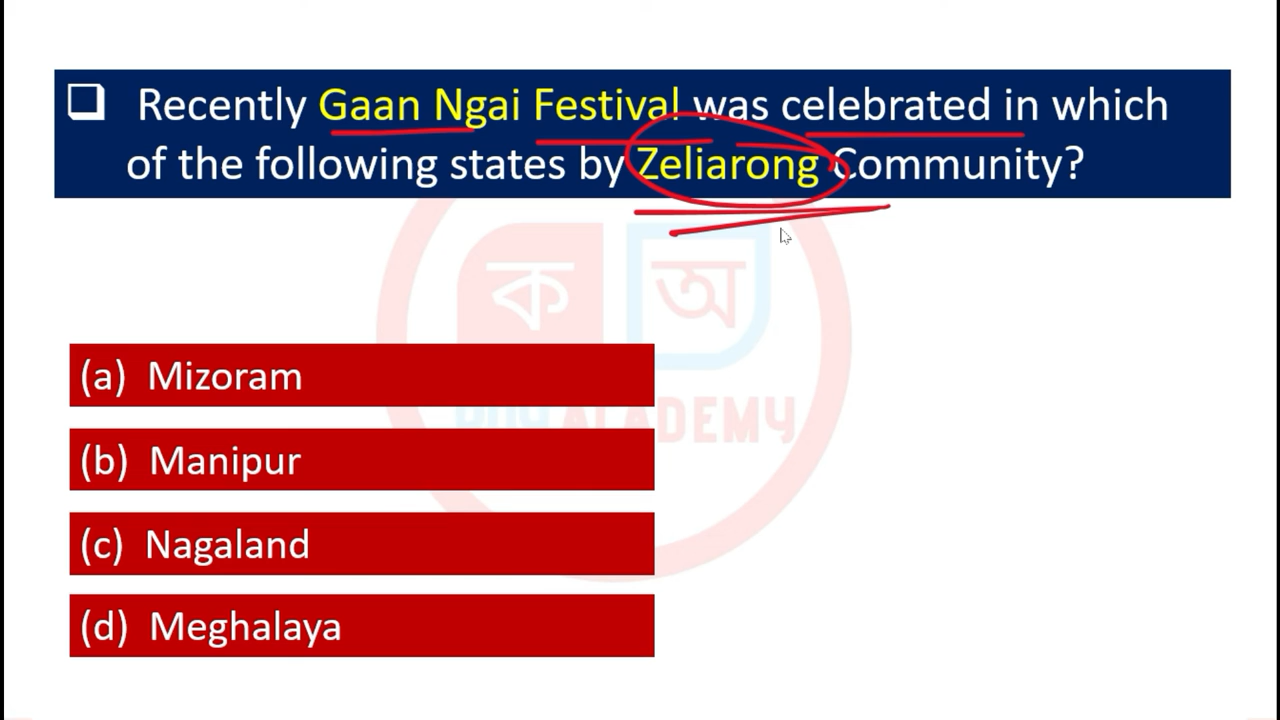 Recently Gaan Ngai Festival was celebrated in which
of the following states by Zeliarong Community?
ক অ
ACADEMY
(a) Mizoram
(b) Manipur
(c) Nagaland
(d) Meghalaya